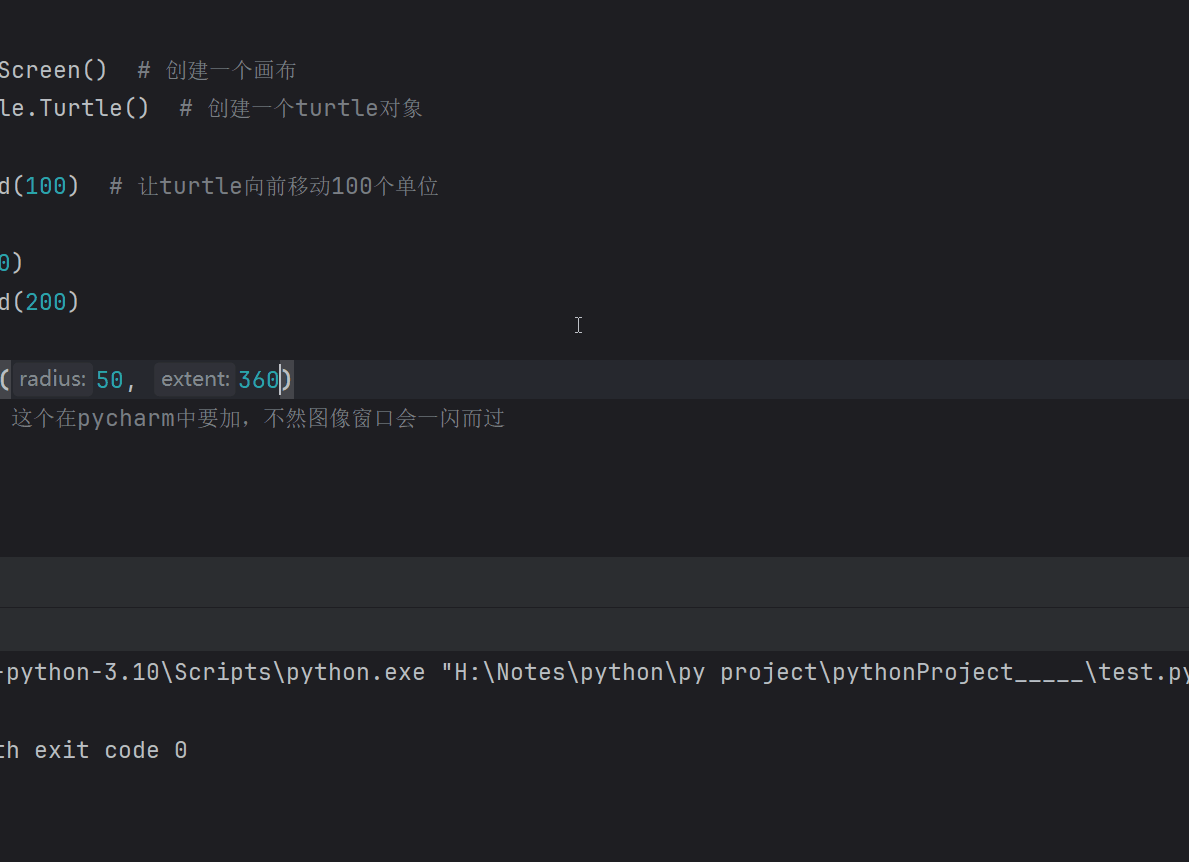 Screen()  # 创建一个画布
le.Turtle()  # 创建一个turtle对象
d(100)  # 让turtle向前移动100个单位
0)
d(200)
(radius: 50, extent: 360)
这个在pycharm中要加，不然图像窗口会一闪而过
-python-3.10\Scripts\python.exe "H:\Notes\python\py project\pythonProject_____\test.py
th exit code 0